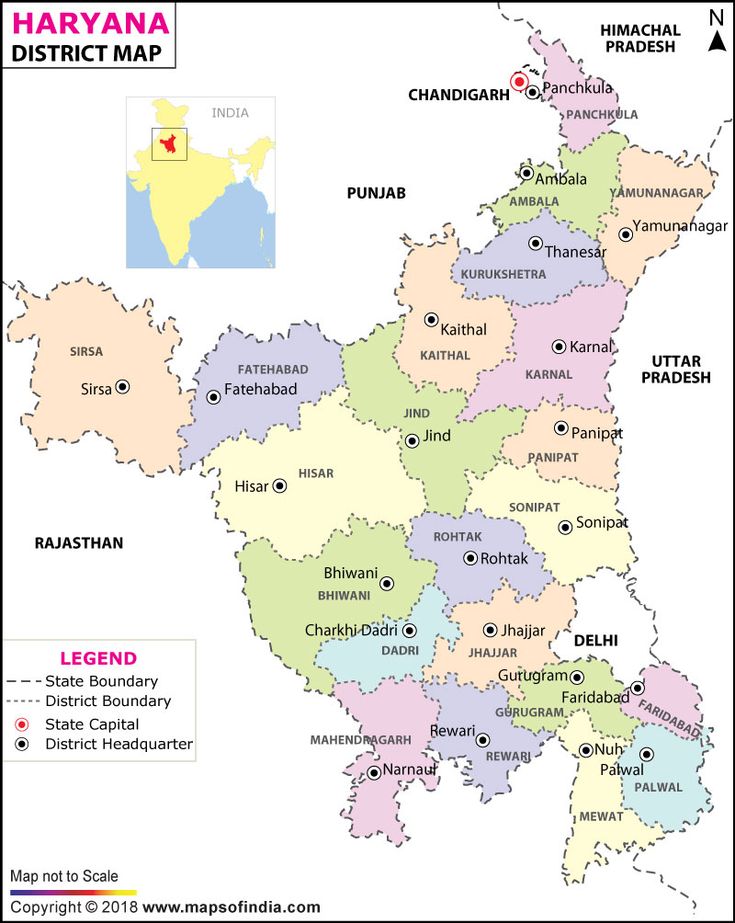 HARYANA
DISTRICT MAP
INDIA
N
HIMACHAL
PRADESH
CHANDIGARH
Panchkula
PANCHKULA
PUNJAB
Ambala
AMBALA
YAMUNANAGAR
Yamunanagar
Thanesar
KURUKSHETRA
Kaithal
KAITHAL
Karnal
KARNAL
UTTAR
PRADESH
SIRSA
Sirsa
FATEHABAD
Fatehabad
JIND
Jind
Panipat
PANIPAT
HISAR
Hisar
SONIPAT
Sonipat
RAJASTHAN
ROHTAK
Rohtak
Bhiwani
BHIWANI
Charkhi Dadri
DADRI
Jhajjar
JHAJJAR
DELHI
Gurugram
GURUGRAM
Faridabad
FARIDABAD
MAHENDRAGARH
Narnaul
Rewari
REWARI
Nuh
MEWAT
Palwal
PALWAL
LEGEND
State Boundary
District Boundary
State Capital
District Headquarter
Map not to Scale
Copyright © 2018 www.mapsofindia.com